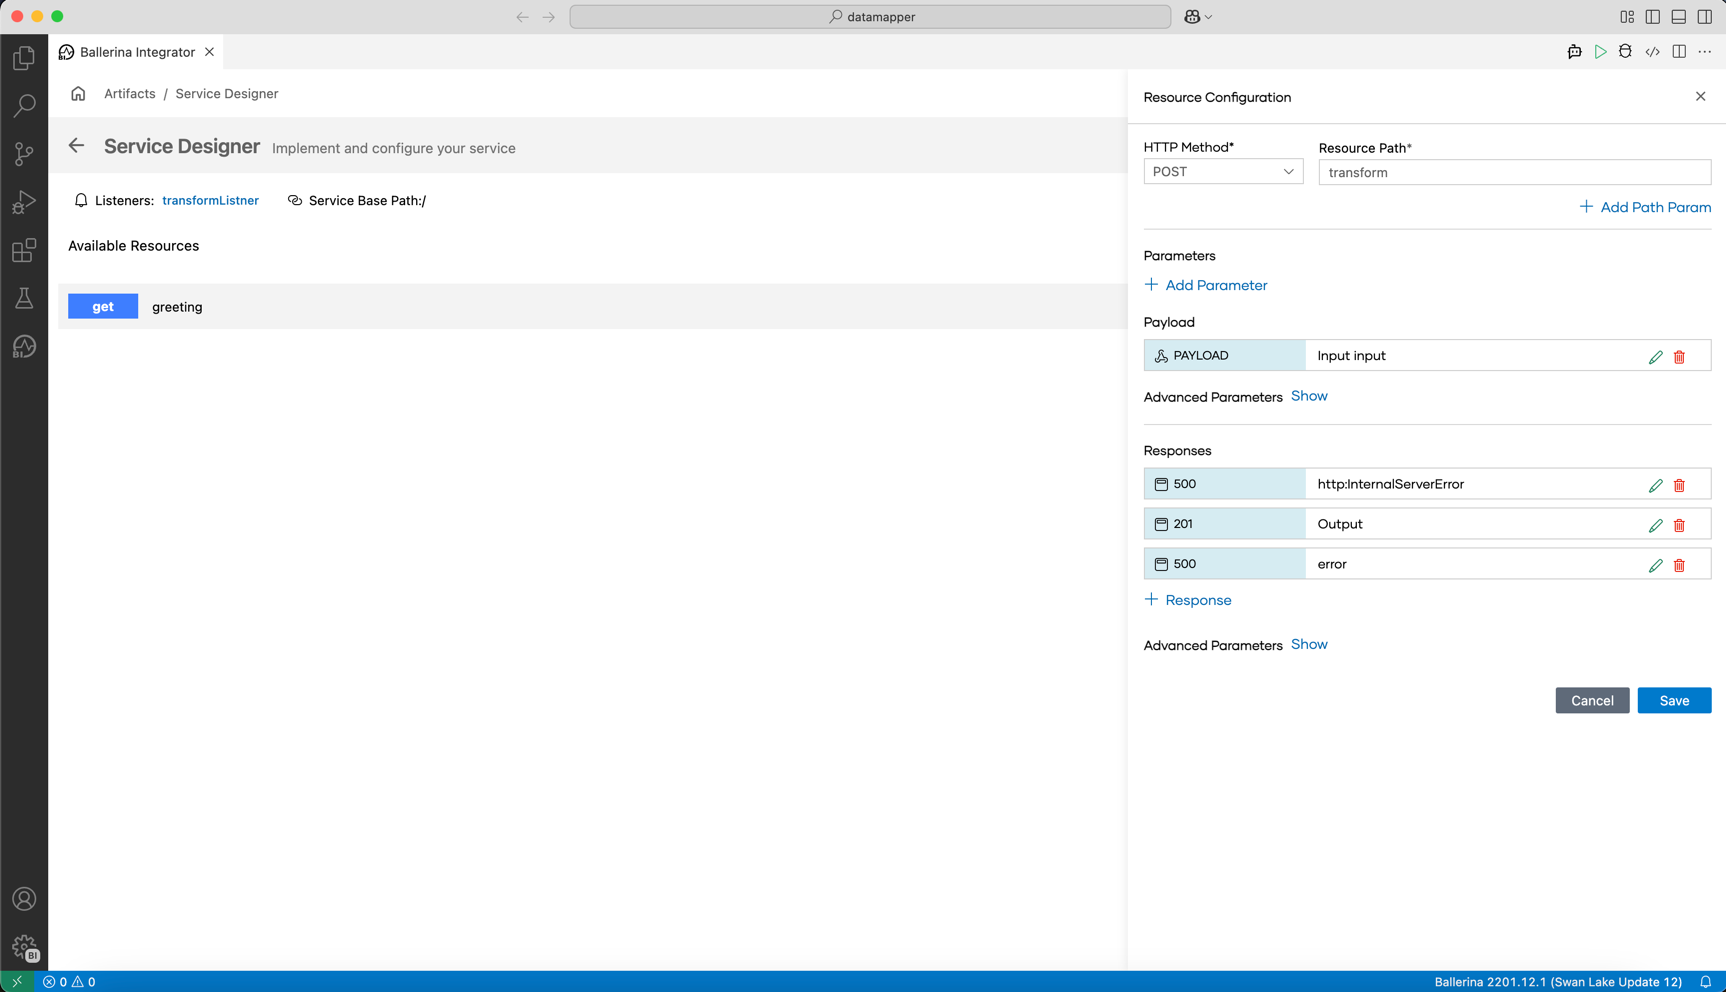 datamapper
Ballerina Integrator
Artifacts / Service Designer
Service Designer Implement and configure your service
Listeners: transformListner Service Base Path:/
Available Resources
get greeting
Resource Configuration
HTTP Method* Resource Path*
POST transform
Add Path Param
Parameters
Add Parameter
Payload
PAYLOAD Input input
Advanced Parameters Show
Responses
500 http:InternalServerError
201 Output
500 error
Response
Advanced Parameters Show
Cancel Save
BI
BI
0 0 Ballerina 2201.12.1 (Swan Lake Update 12)